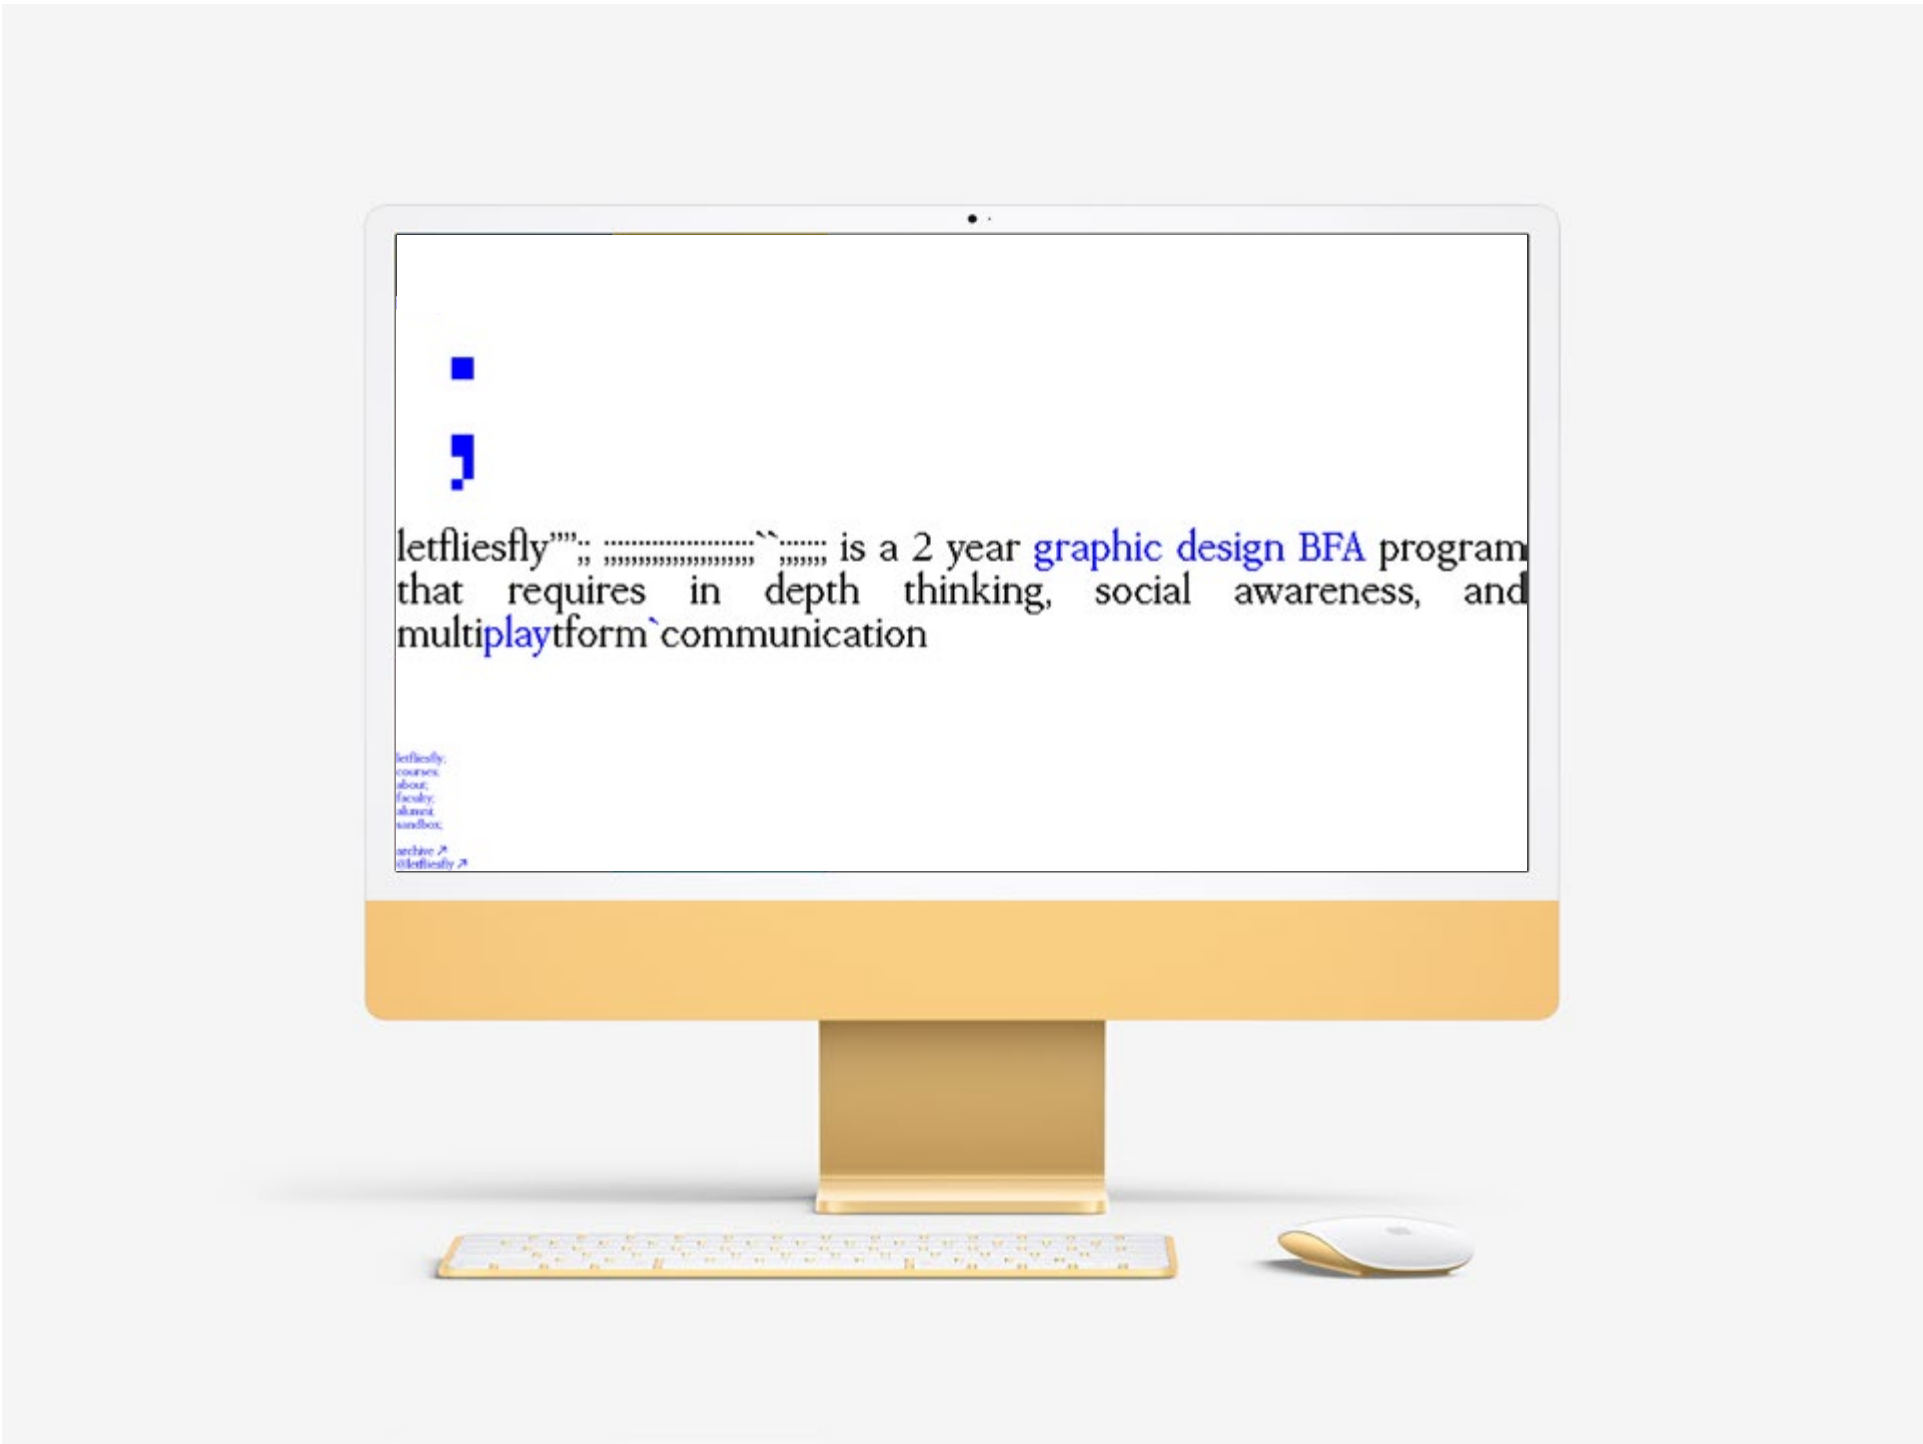 ;
letfliesfly””;; ;;;;;;;;;;;;;;;;;;;;;;;;;``;;;;;;; is a 2 year graphic design BFA program
that requires in depth thinking, social awareness, and
multiplaytform`communication
letfliesfly;
courses;
about;
faculty;
alumni;
sandbox;
archive ↗
@letfliesfly ↗